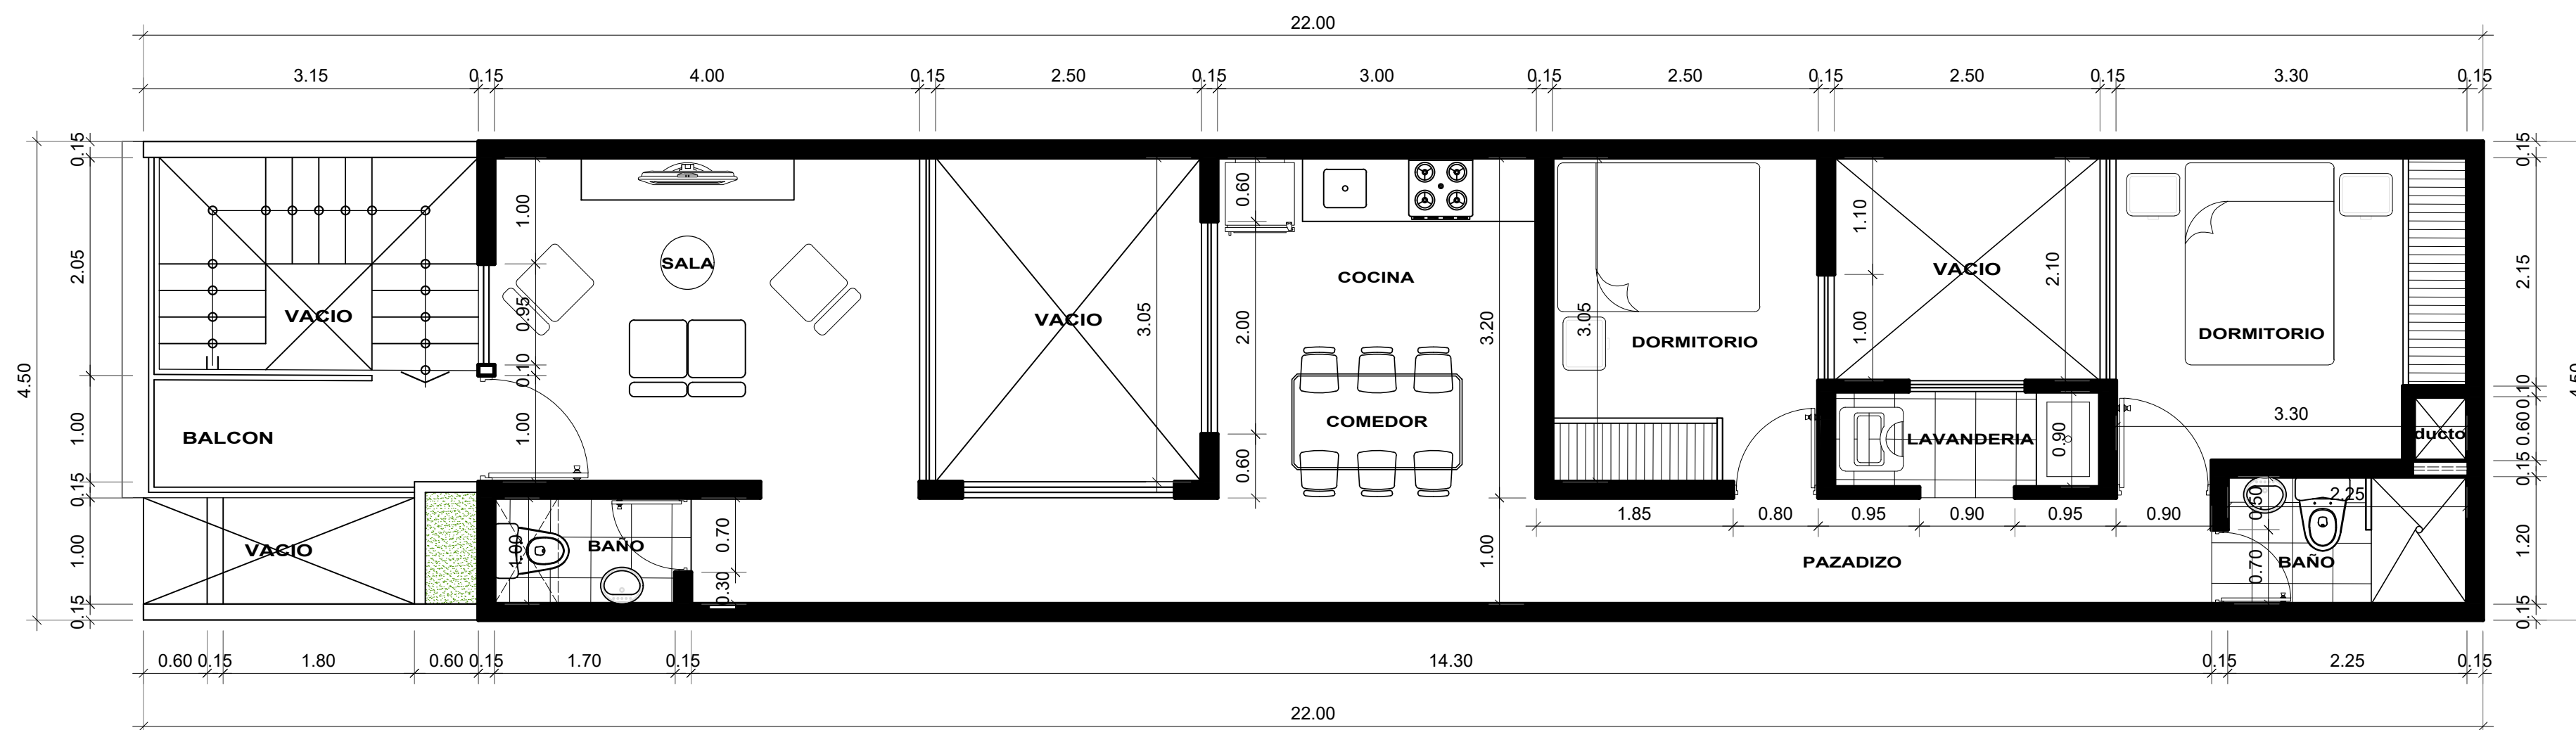 22.00
3.15 0.15 4.00 0.15 2.50 0.15 3.00 0.15 2.50 0.15 2.50 0.15 3.30 0.15
4.50
0.15
2.05
1.00
0.15
1.00
0.15
VACIO
BALCON
VACIO
1.00
0.95
0.10
1.00
SALA
1.00
BAÑO
0.70
0.30
VACIO
3.05
0.60
2.00
0.60
COCINA
COMEDOR
3.20
1.00
3.05
DORMITORIO
1.10
1.00
VACIO
2.10
LAVANDERIA
0.90
DORMITORIO
3.30
ducto
1.85 0.80 0.95 0.90 0.95 0.90
PAZADIZO
0.50
2.25
0.70
BAÑO
0.15
2.15
0.10
0.60
0.15
1.20
0.15
0.60 0.15 1.80 0.60 0.15 1.70 0.15 14.30 0.15 2.25 0.15
22.00